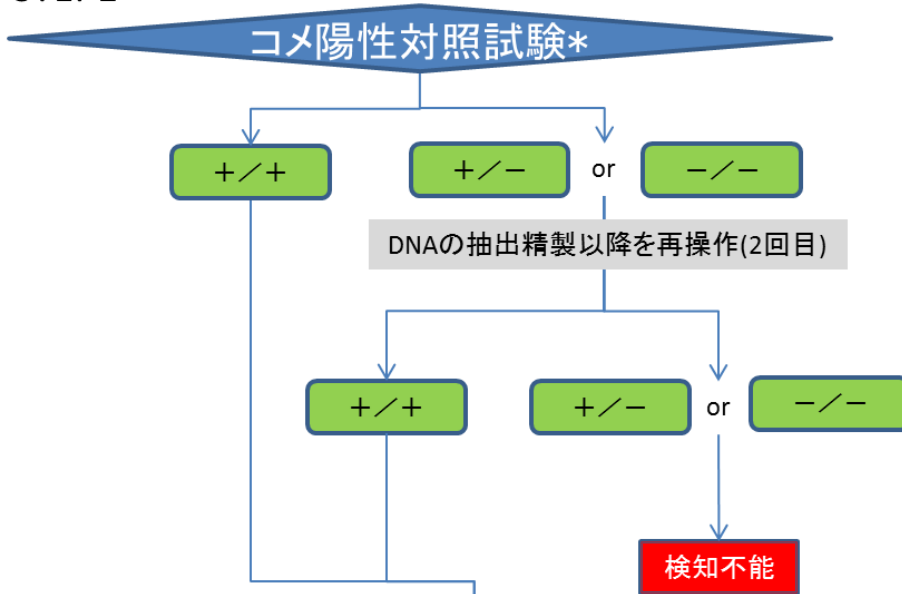 コメ陽性対照試験*
＋／＋
＋／－ or －／－
DNAの抽出精製以降を再操作(2回目)
＋／＋
＋／－ or －／－
検知不能